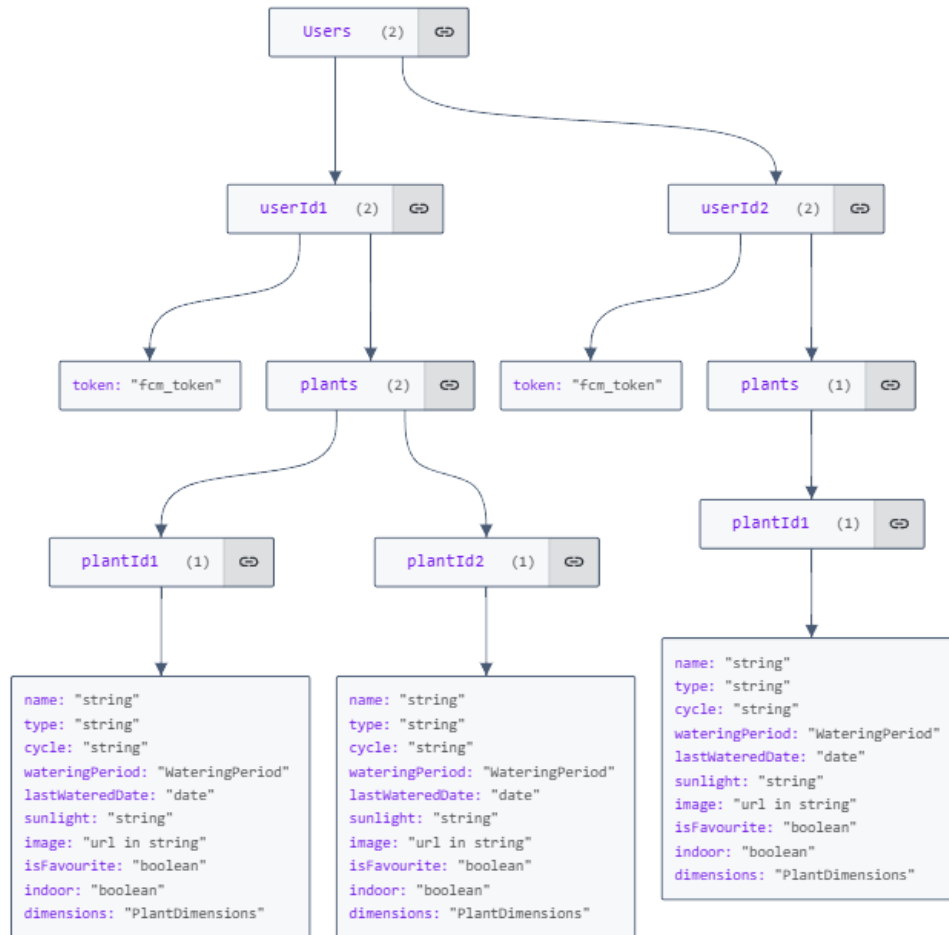 Users (2)
userId1 (2)
userId2 (2)
token: "fcm_token"
plants (2)
token: "fcm_token"
plants (1)
plantId1 (1)
plantId2 (1)
plantId1 (1)
name: "string"
type: "string"
cycle: "string"
wateringPeriod: "WateringPeriod"
lastWateredDate: "date"
sunlight: "string"
image: "url in string"
isFavourite: "boolean"
indoor: "boolean"
dimensions: "PlantDimensions"
name: "string"
type: "string"
cycle: "string"
wateringPeriod: "WateringPeriod"
lastWateredDate: "date"
sunlight: "string"
image: "url in string"
isFavourite: "boolean"
indoor: "boolean"
dimensions: "PlantDimensions"
name: "string"
type: "string"
cycle: "string"
wateringPeriod: "WateringPeriod"
lastWateredDate: "date"
sunlight: "string"
image: "url in string"
isFavourite: "boolean"
indoor: "boolean"
dimensions: "PlantDimensions"